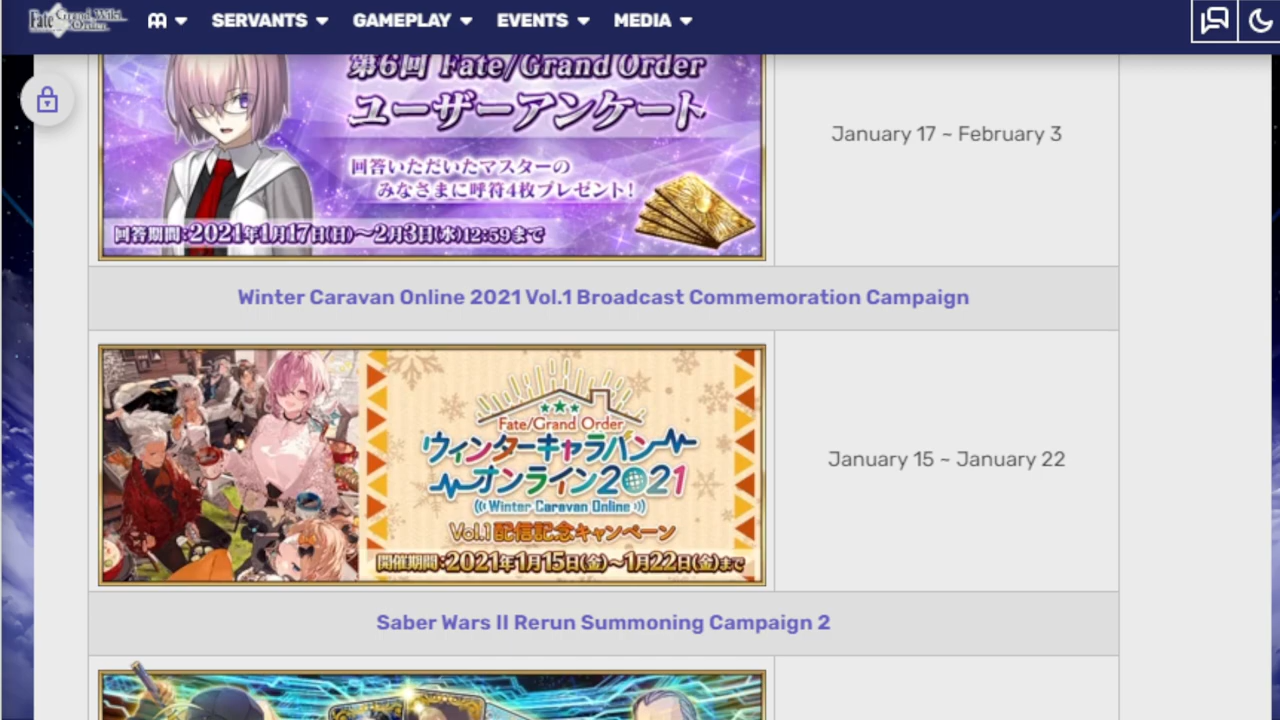 Fate Grand Wiki Order
SERVANTS GAMEPLAY EVENTS MEDIA
第6回 Fate/Grand Order
ユーザーアンケート
回答いただいたマスターの
みなさまに呼符4枚プレゼント!
回答期間:2021年1月17日(日)~2月3日(水)12:59まで
January 17 ~ February 3
Winter Caravan Online 2021 Vol.1 Broadcast Commemoration Campaign
Fate/Grand Order
ウィンターキャラバン
オンライン2021
((( Winter Caravan Online )))
Vol.1 配信記念キャンペーン
開催期間:2021年1月15日(金)~1月22日(金)まで
January 15 ~ January 22
Saber Wars II Rerun Summoning Campaign 2